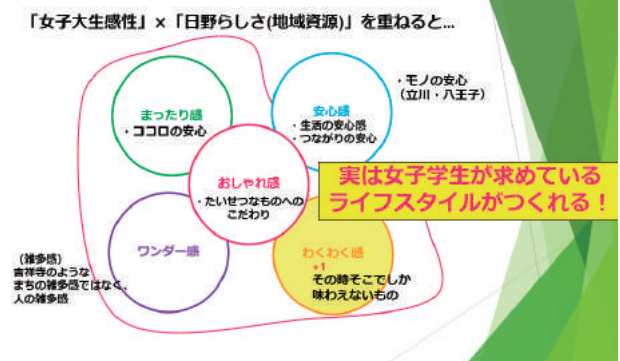 「女子大生感性」×「日野らしさ(地域資源)」を重ねると…
まったり感
・ココロの安心
安心感
・生活の安心感
・つながりの安心
・モノの安心
（立川・八王子）
おしゃれ感
・たいせつなものへの
こだわり
実は女子学生が求めている
ライフスタイルがつくれる！
ワンダー感
わくわく感
+1
その時そこでしか
味わえないもの
（雑多感）
吉祥寺のような
まちの雑多感ではなく、
人の雑多感